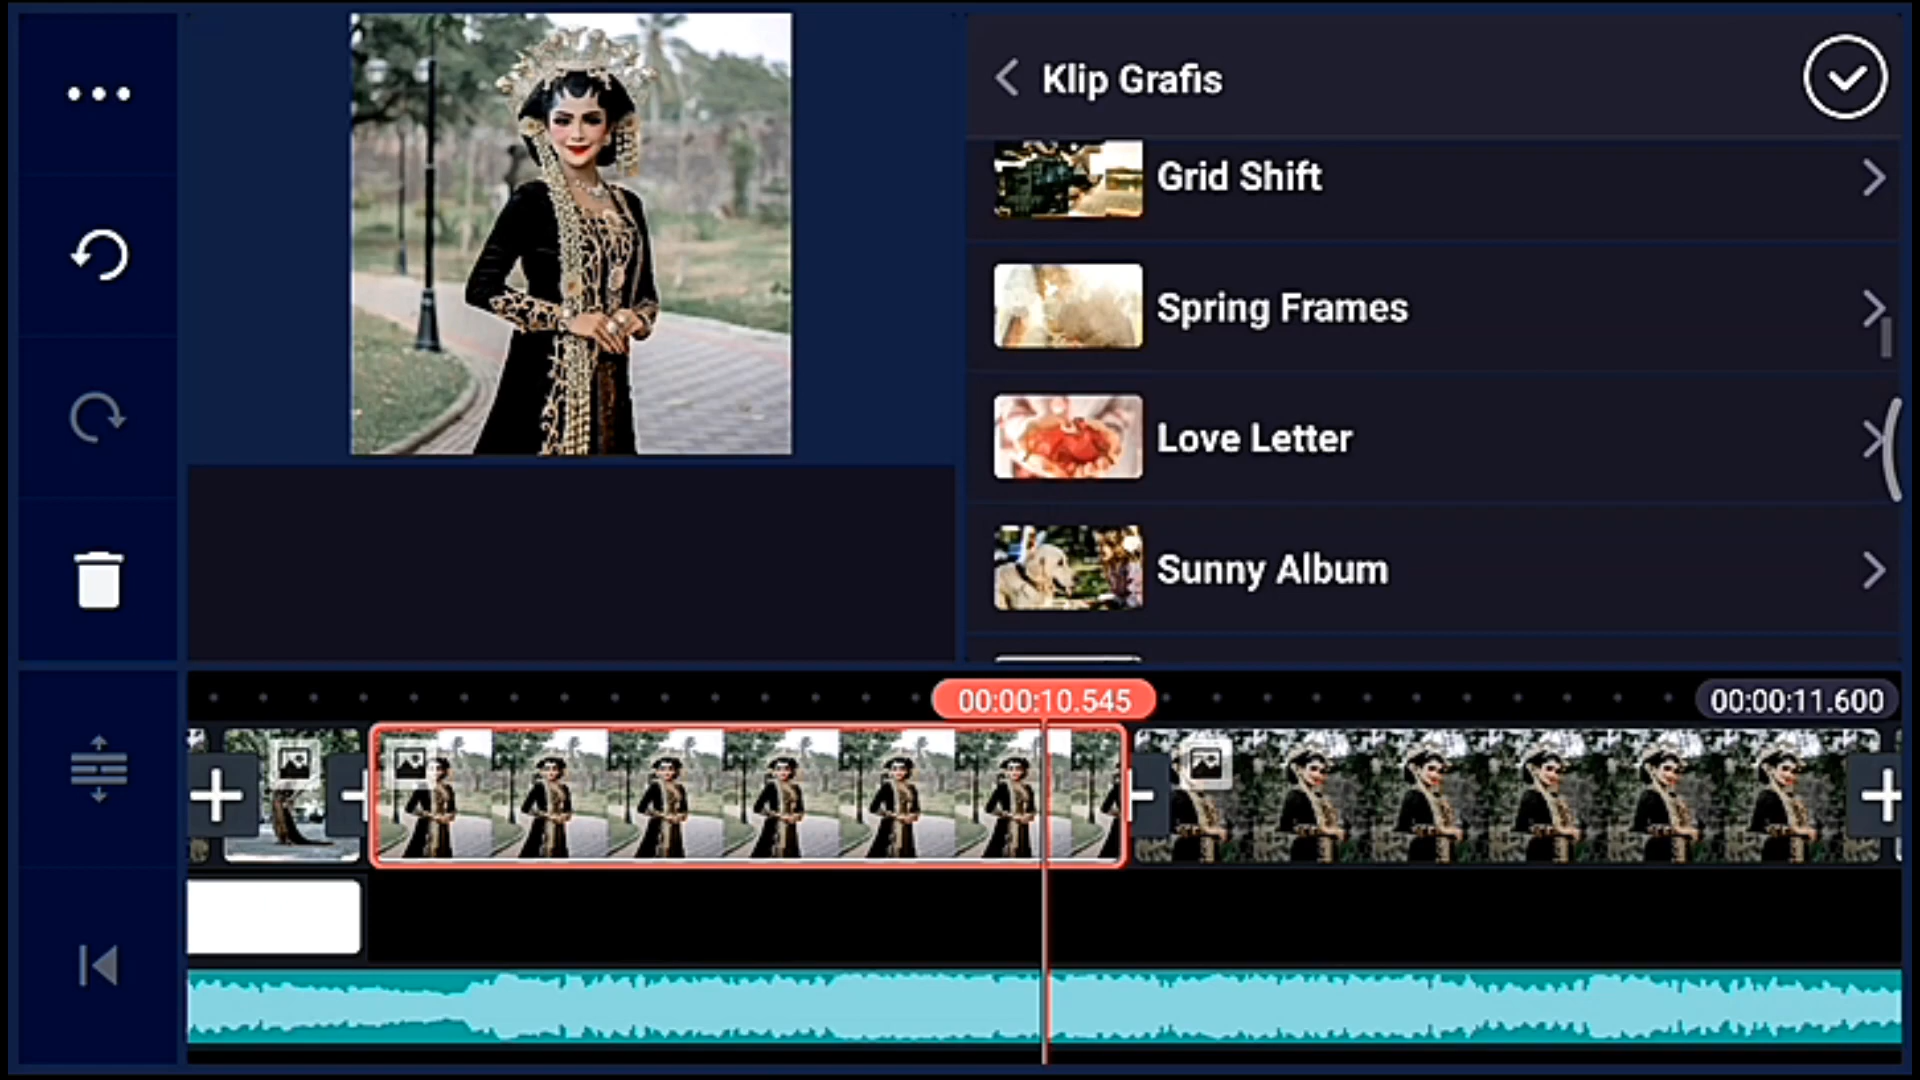 Klip Grafis
Grid Shift
Spring Frames
Love Letter
Sunny Album
00:00:10.545
00:00:11.600